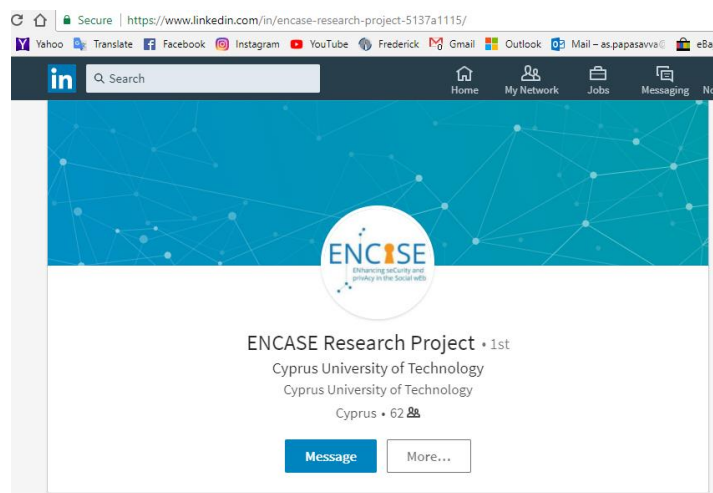 Secure | https://www.linkedin.com/in/encase-research-project-5137a1115/
Yahoo Translate Facebook Instagram YouTube Frederick Gmail Outlook Mail – as.papasavva eBa
in Search Home My Network Jobs Messaging No
ENCASE
ENhancing seCurity and
privAcy in the Social wEb
ENCASE Research Project • 1st
Cyprus University of Technology
Cyprus University of Technology
Cyprus • 62
Message More...